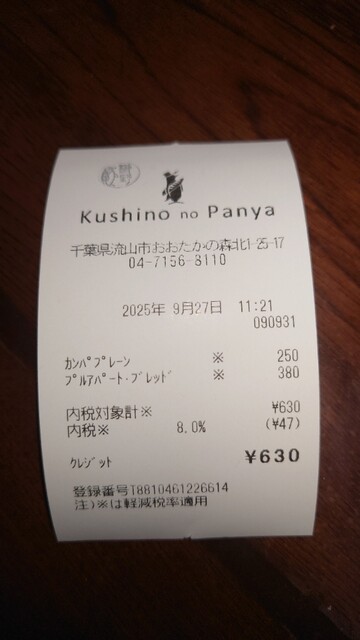 Kushino no Panya
千葉県流山市おおたかの森北1-25-17
04-7156-8110
2025年 9月27日 11:21
090931
ｶﾝﾊﾟﾌﾟﾚｰﾝ ※ 250
ﾌﾟﾙｱﾊﾟｰﾄ･ﾌﾞﾚｯﾄﾞ ※ 380
内税対象計※ ¥630
内税※ 8.0% (¥47)
ｸﾚｼﾞｯﾄ ¥630
登録番号T8810461226614
注)※は軽減税率適用